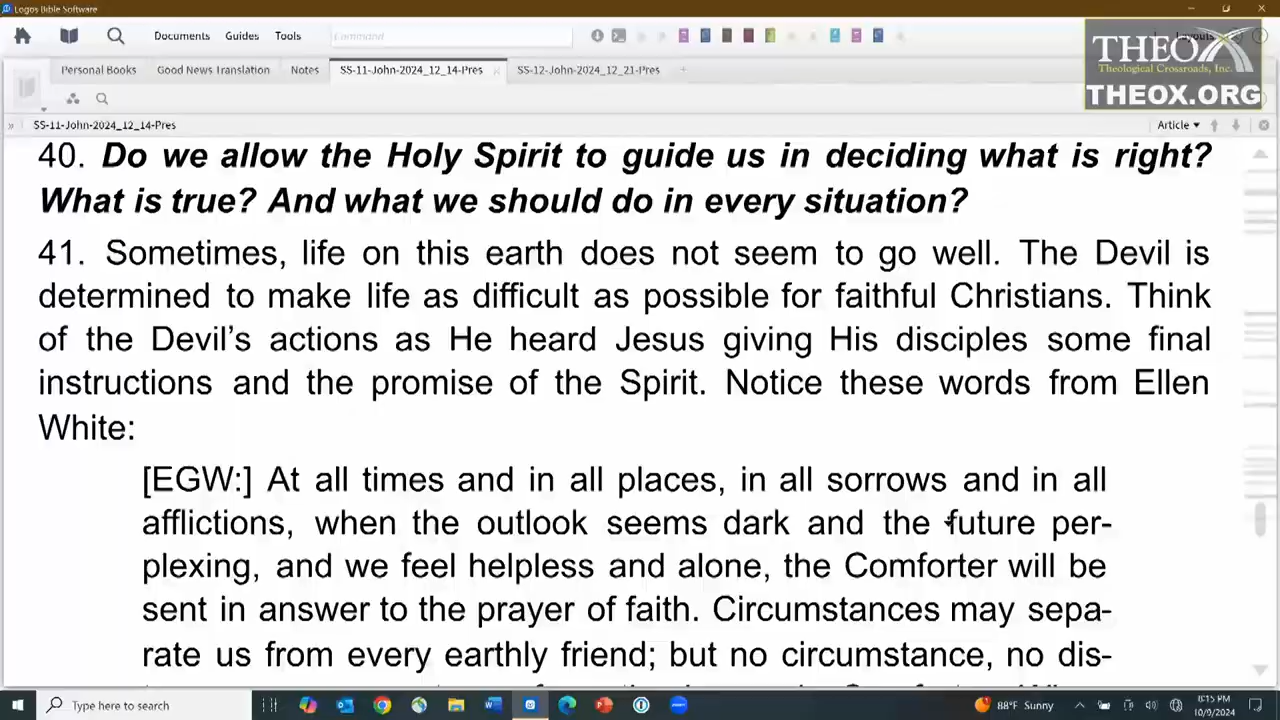 Logos Bible Software
Documents Guides Tools Command Layouts
THEOX
Theological Crossroads, Inc.
THEOX.ORG
Personal Books Good News Translation Notes SS-11-John-2024_12_14-Pres SS-12-John-2024_12_21-Pres
SS-11-John-2024_12_14-Pres Article
40. Do we allow the Holy Spirit to guide us in deciding what is right?
What is true? And what we should do in every situation?
41. Sometimes, life on this earth does not seem to go well. The Devil is
determined to make life as difficult as possible for faithful Christians. Think
of the Devil’s actions as He heard Jesus giving His disciples some final
instructions and the promise of the Spirit. Notice these words from Ellen
White:
[EGW:] At all times and in all places, in all sorrows and in all
afflictions, when the outlook seems dark and the future per-
plexing, and we feel helpless and alone, the Comforter will be
sent in answer to the prayer of faith. Circumstances may sepa-
rate us from every earthly friend; but no circumstance, no dis-
Type here to search 88°F Sunny 8:15 PM
10/9/2024